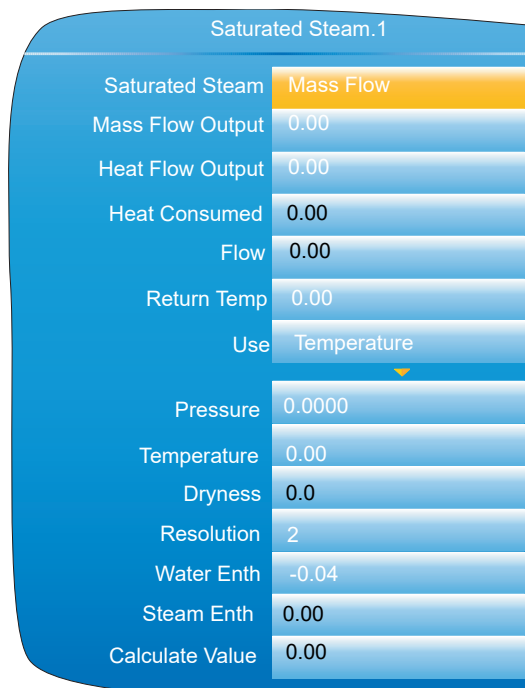 Saturated Steam.1
Saturated Steam Mass Flow
Mass Flow Output 0.00
Heat Flow Output 0.00
Heat Consumed 0.00
Flow 0.00
Return Temp 0.00
Use Temperature
Pressure 0.0000
Temperature 0.00
Dryness 0.0
Resolution 2
Water Enth -0.04
Steam Enth 0.00
Calculate Value 0.00